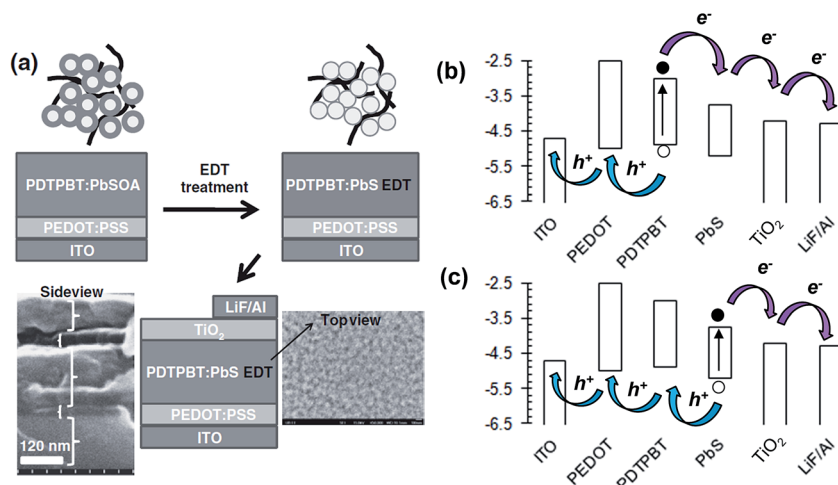 (a)
EDT
treatment
PDTPBT:PbSOA
PEDOT:PSS
ITO
PDTPBT:PbS EDT
PEDOT:PSS
ITO
Sideview
120 nm
LiF/Al
TiO2
PDTPBT:PbS EDT
PEDOT:PSS
ITO
Topview
(b)
-2.5
-3.5
-4.5
-5.5
-6.5
e-
e-
e-
h+
h+
ITO
PEDOT
PDTPBT
PbS
TiO2
LiF/Al
(c)
-2.5
-3.5
-4.5
-5.5
-6.5
e-
e-
h+
h+
h+
ITO
PEDOT
PDTPBT
PbS
TiO2
LiF/Al